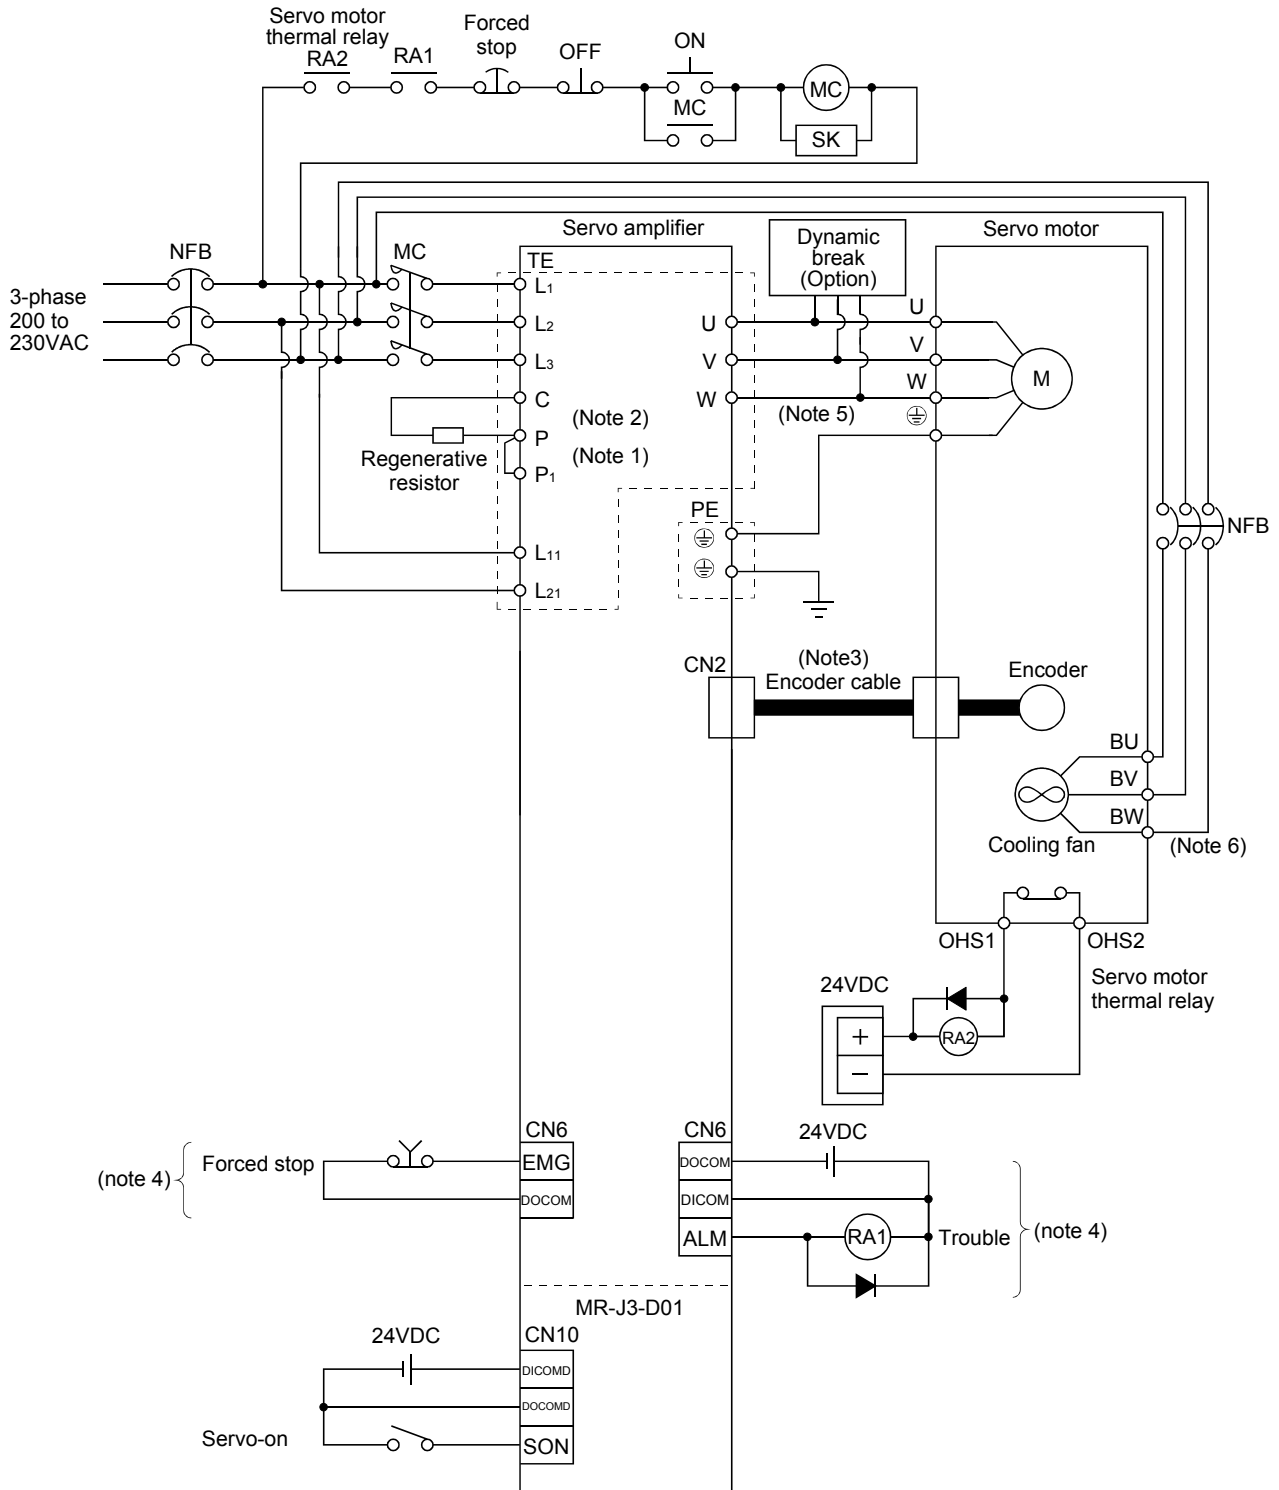 Servo motor
thermal relay
RA2
RA1
Forced
stop
OFF
ON
MC
MC
SK
NFB
MC
3-phase
200 to
230VAC
Servo amplifier
TE
L1
L2
L3
C
P
P1
(Note 2)
(Note 1)
Regenerative
resistor
L11
L21
U
V
W
Dynamic
break
(Option)
Servo motor
U
V
W
(Note 5)
M
PE
NFB
CN2
(Note3)
Encoder cable
Encoder
BU
BV
BW
Cooling fan
(Note 6)
OHS1
OHS2
Servo motor
thermal relay
24VDC
+
−
RA2
(note 4)
Forced stop
CN6
EMG
DOCOM
CN6
DOCOM
DICOM
ALM
24VDC
RA1
Trouble
(note 4)
MR-J3-D01
24VDC
CN10
DICOMD
DOCOMD
SON
Servo-on